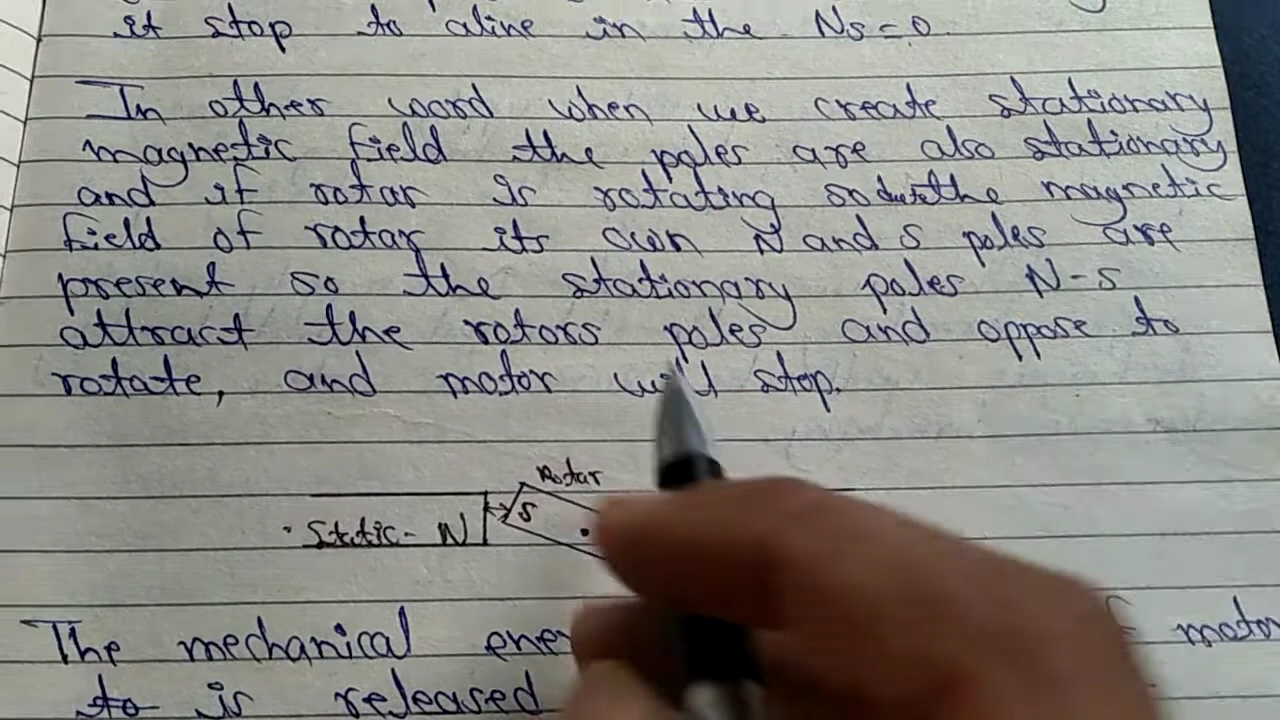 it stop to aline in the Ns=0.
In other word when we create stationary
magnetic field the poles are also stationary
and if rotar is rotating so the magnetic
field of rotar its own N and S poles are
present so the stationary poles N-S
attract the rotors poles and oppose to
rotate, and motor will stop.
Rotar
Static- N
S
The mechanical motor
to is released